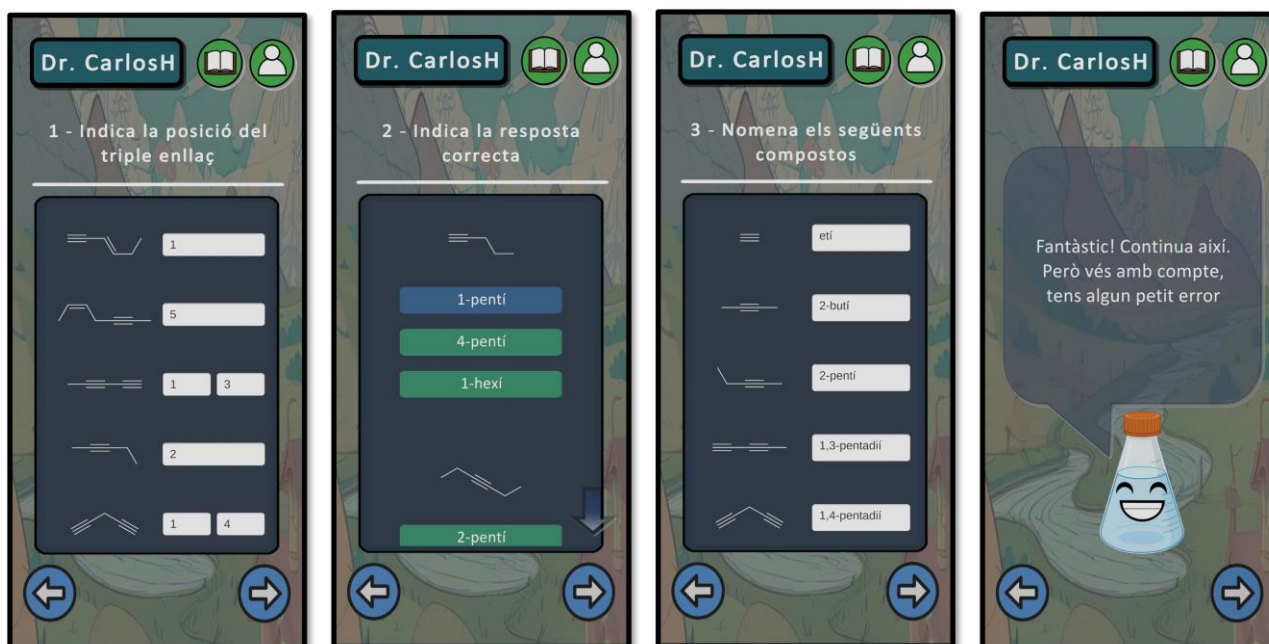 Dr. CarlosH
1 - Indica la posició del
triple enllaç
1
5
1 3
2
1 4
Dr. CarlosH
2 - Indica la resposta
correcta
1-pentí
4-pentí
1-hexí
2-pentí
Dr. CarlosH
3 - Nomena els següents
compostos
etí
2-butí
2-pentí
1,3-pentadií
1,4-pentadií
Dr. CarlosH
Fantàstic! Continua així.
Però vés amb compte,
tens algun petit error